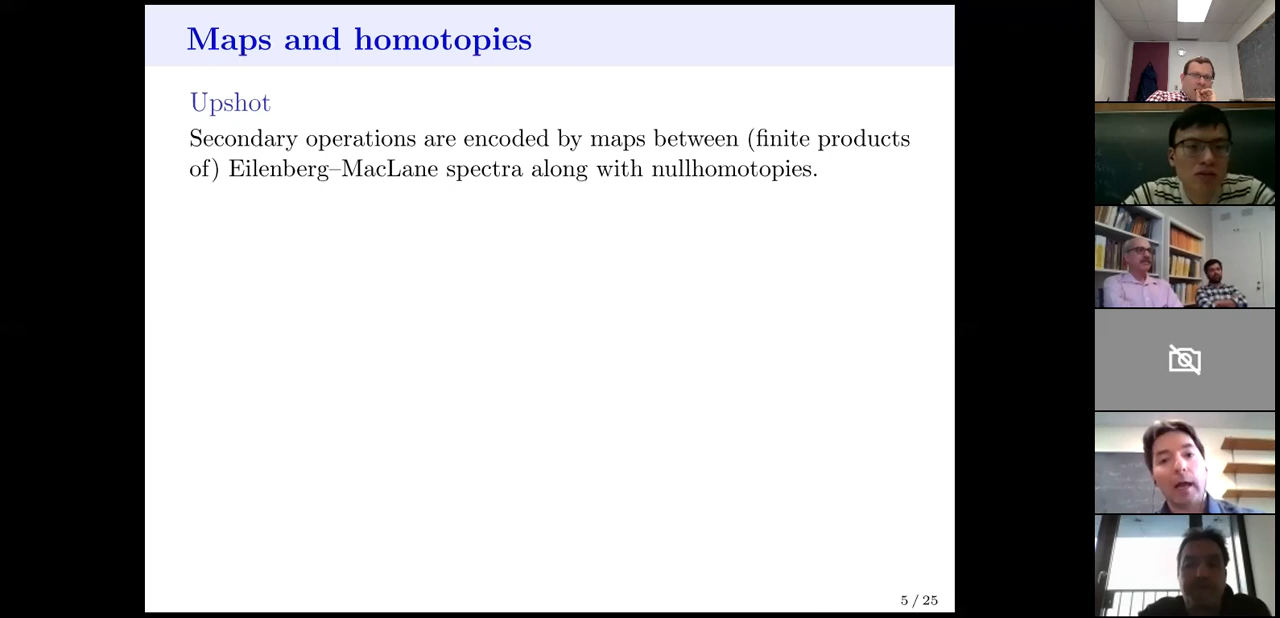 Maps and homotopies
Upshot
Secondary operations are encoded by maps between (finite products
of) Eilenberg–MacLane spectra along with nullhomotopies.
5 / 25